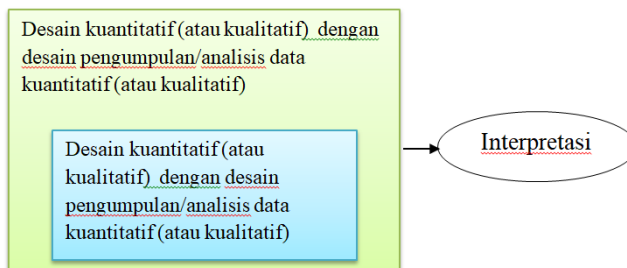 Desain kuantitatif (atau kualitatif) dengan
desain pengumpulan/analisis data
kuantitatif (atau kualitatif)
Desain kuantitatif (atau
kualitatif) dengan desain
pengumpulan/analisis data
kuantitatif (atau kualitatif)
Interpretasi